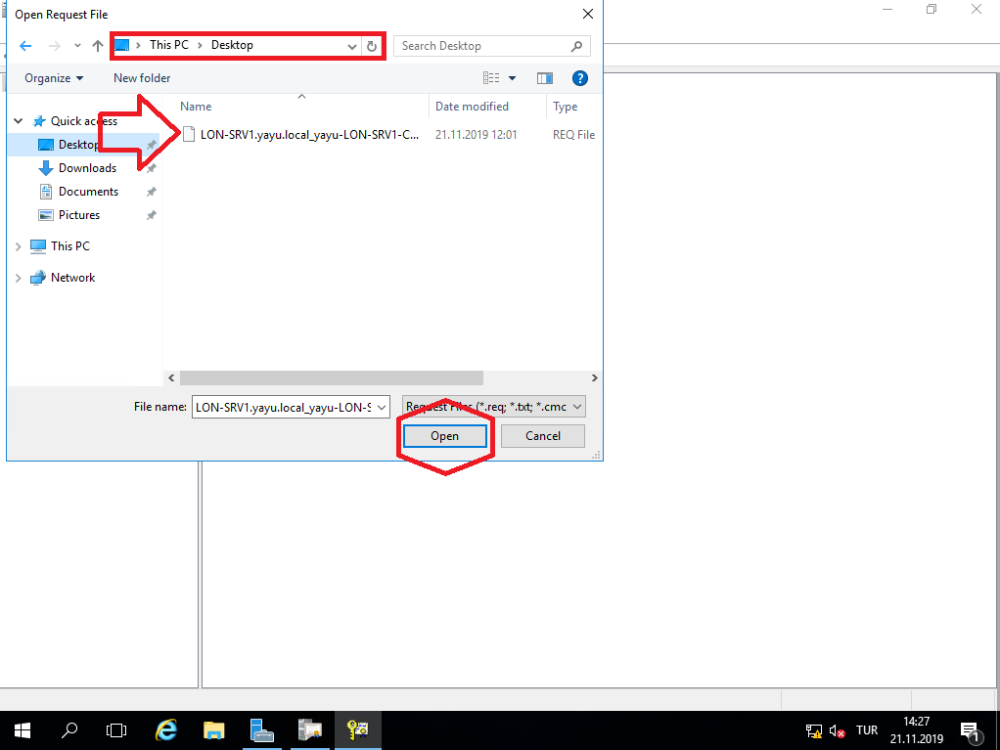 Open Request File
This PC > Desktop
Search Desktop
Organize
New folder
Name
Date modified
Type
Quick access
LON-SRV1.yayu.local_yayu-LON-SRV1-C...
21.11.2019 12:01
REQ File
Desktop
Downloads
Documents
Pictures
This PC
Network
File name:
LON-SRV1.yayu.local_yayu-LON-S
Request Files (*.req; *.txt; *.cmc
Open
Cancel
TUR
14:27
21.11.2019
1